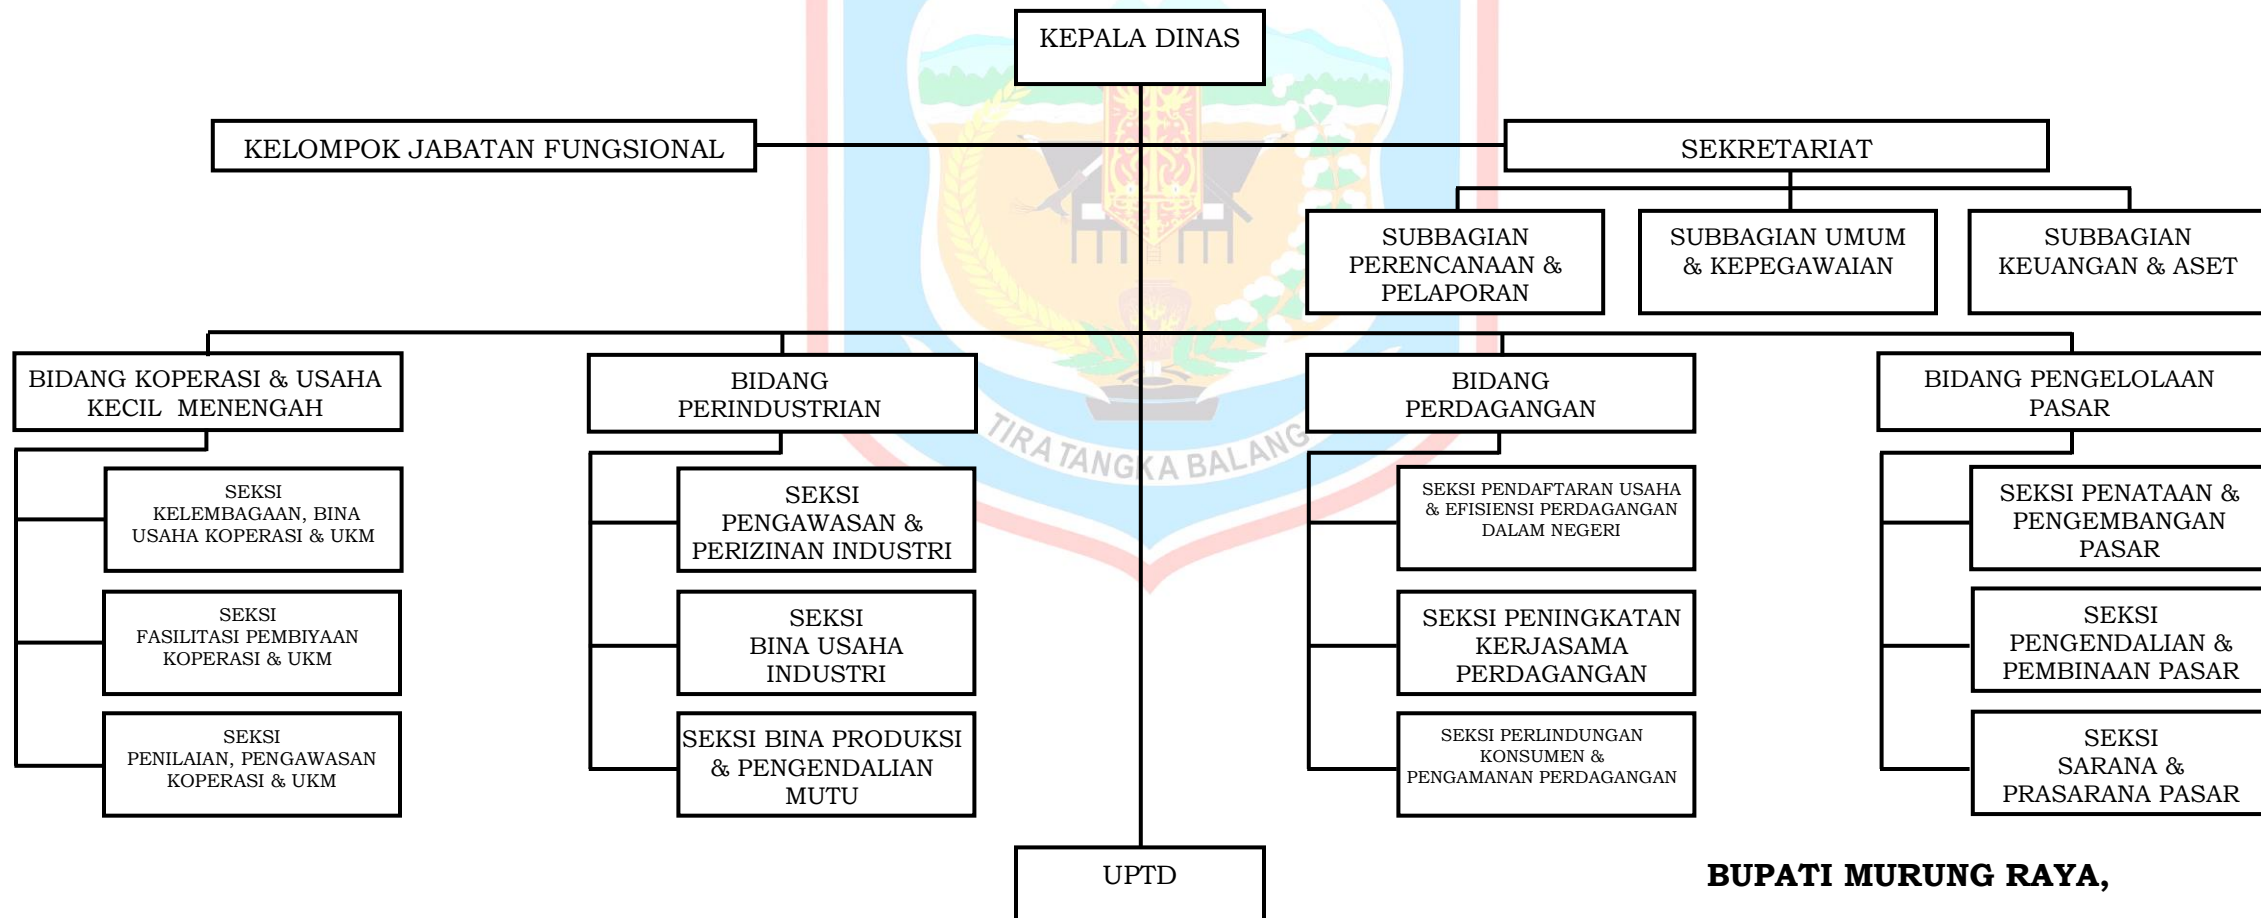 KEPALA DINAS
KELOMPOK JABATAN FUNGSIONAL
SEKRETARIAT
SUBBAGIAN
PERENCANAAN &
PELAPORAN
SUBBAGIAN UMUM
& KEPEGAWAIAN
SUBBAGIAN
KEUANGAN & ASET
BIDANG KOPERASI & USAHA
KECIL MENENGAH
BIDANG
PERINDUSTRIAN
BIDANG
PERDAGANGAN
BIDANG PENGELOLAAN
PASAR
TIRA TANGKA BALANG
SEKSI
KELEMBAGAAN, BINA
USAHA KOPERASI & UKM
SEKSI
FASILITASI PEMBIYAAN
KOPERASI & UKM
SEKSI
PENILAIAN, PENGAWASAN
KOPERASI & UKM
SEKSI
PENGAWASAN &
PERIZINAN INDUSTRI
SEKSI
BINA USAHA
INDUSTRI
SEKSI BINA PRODUKSI
& PENGENDALIAN
MUTU
SEKSI PENDAFTARAN USAHA
& EFISIENSI PERDAGANGAN
DALAM NEGERI
SEKSI PENINGKATAN
KERJASAMA
PERDAGANGAN
SEKSI PERLINDUNGAN
KONSUMEN &
PENGAMANAN PERDAGANGAN
SEKSI PENATAAN &
PENGEMBANGAN
PASAR
SEKSI
PENGENDALIAN &
PEMBINAAN PASAR
SEKSI
SARANA &
PRASARANA PASAR
UPTD
BUPATI MURUNG RAYA,